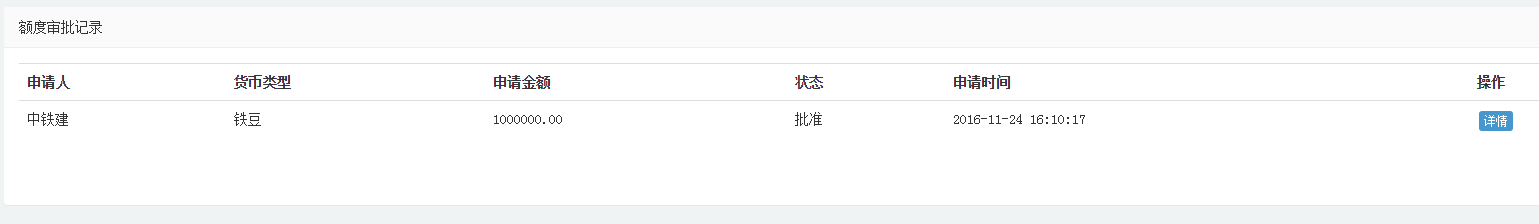 额度审批记录
申请人 货币类型 申请金额 状态 申请时间 操作
中铁建 铁豆 1000000.00 批准 2016-11-24 16:10:17 详情